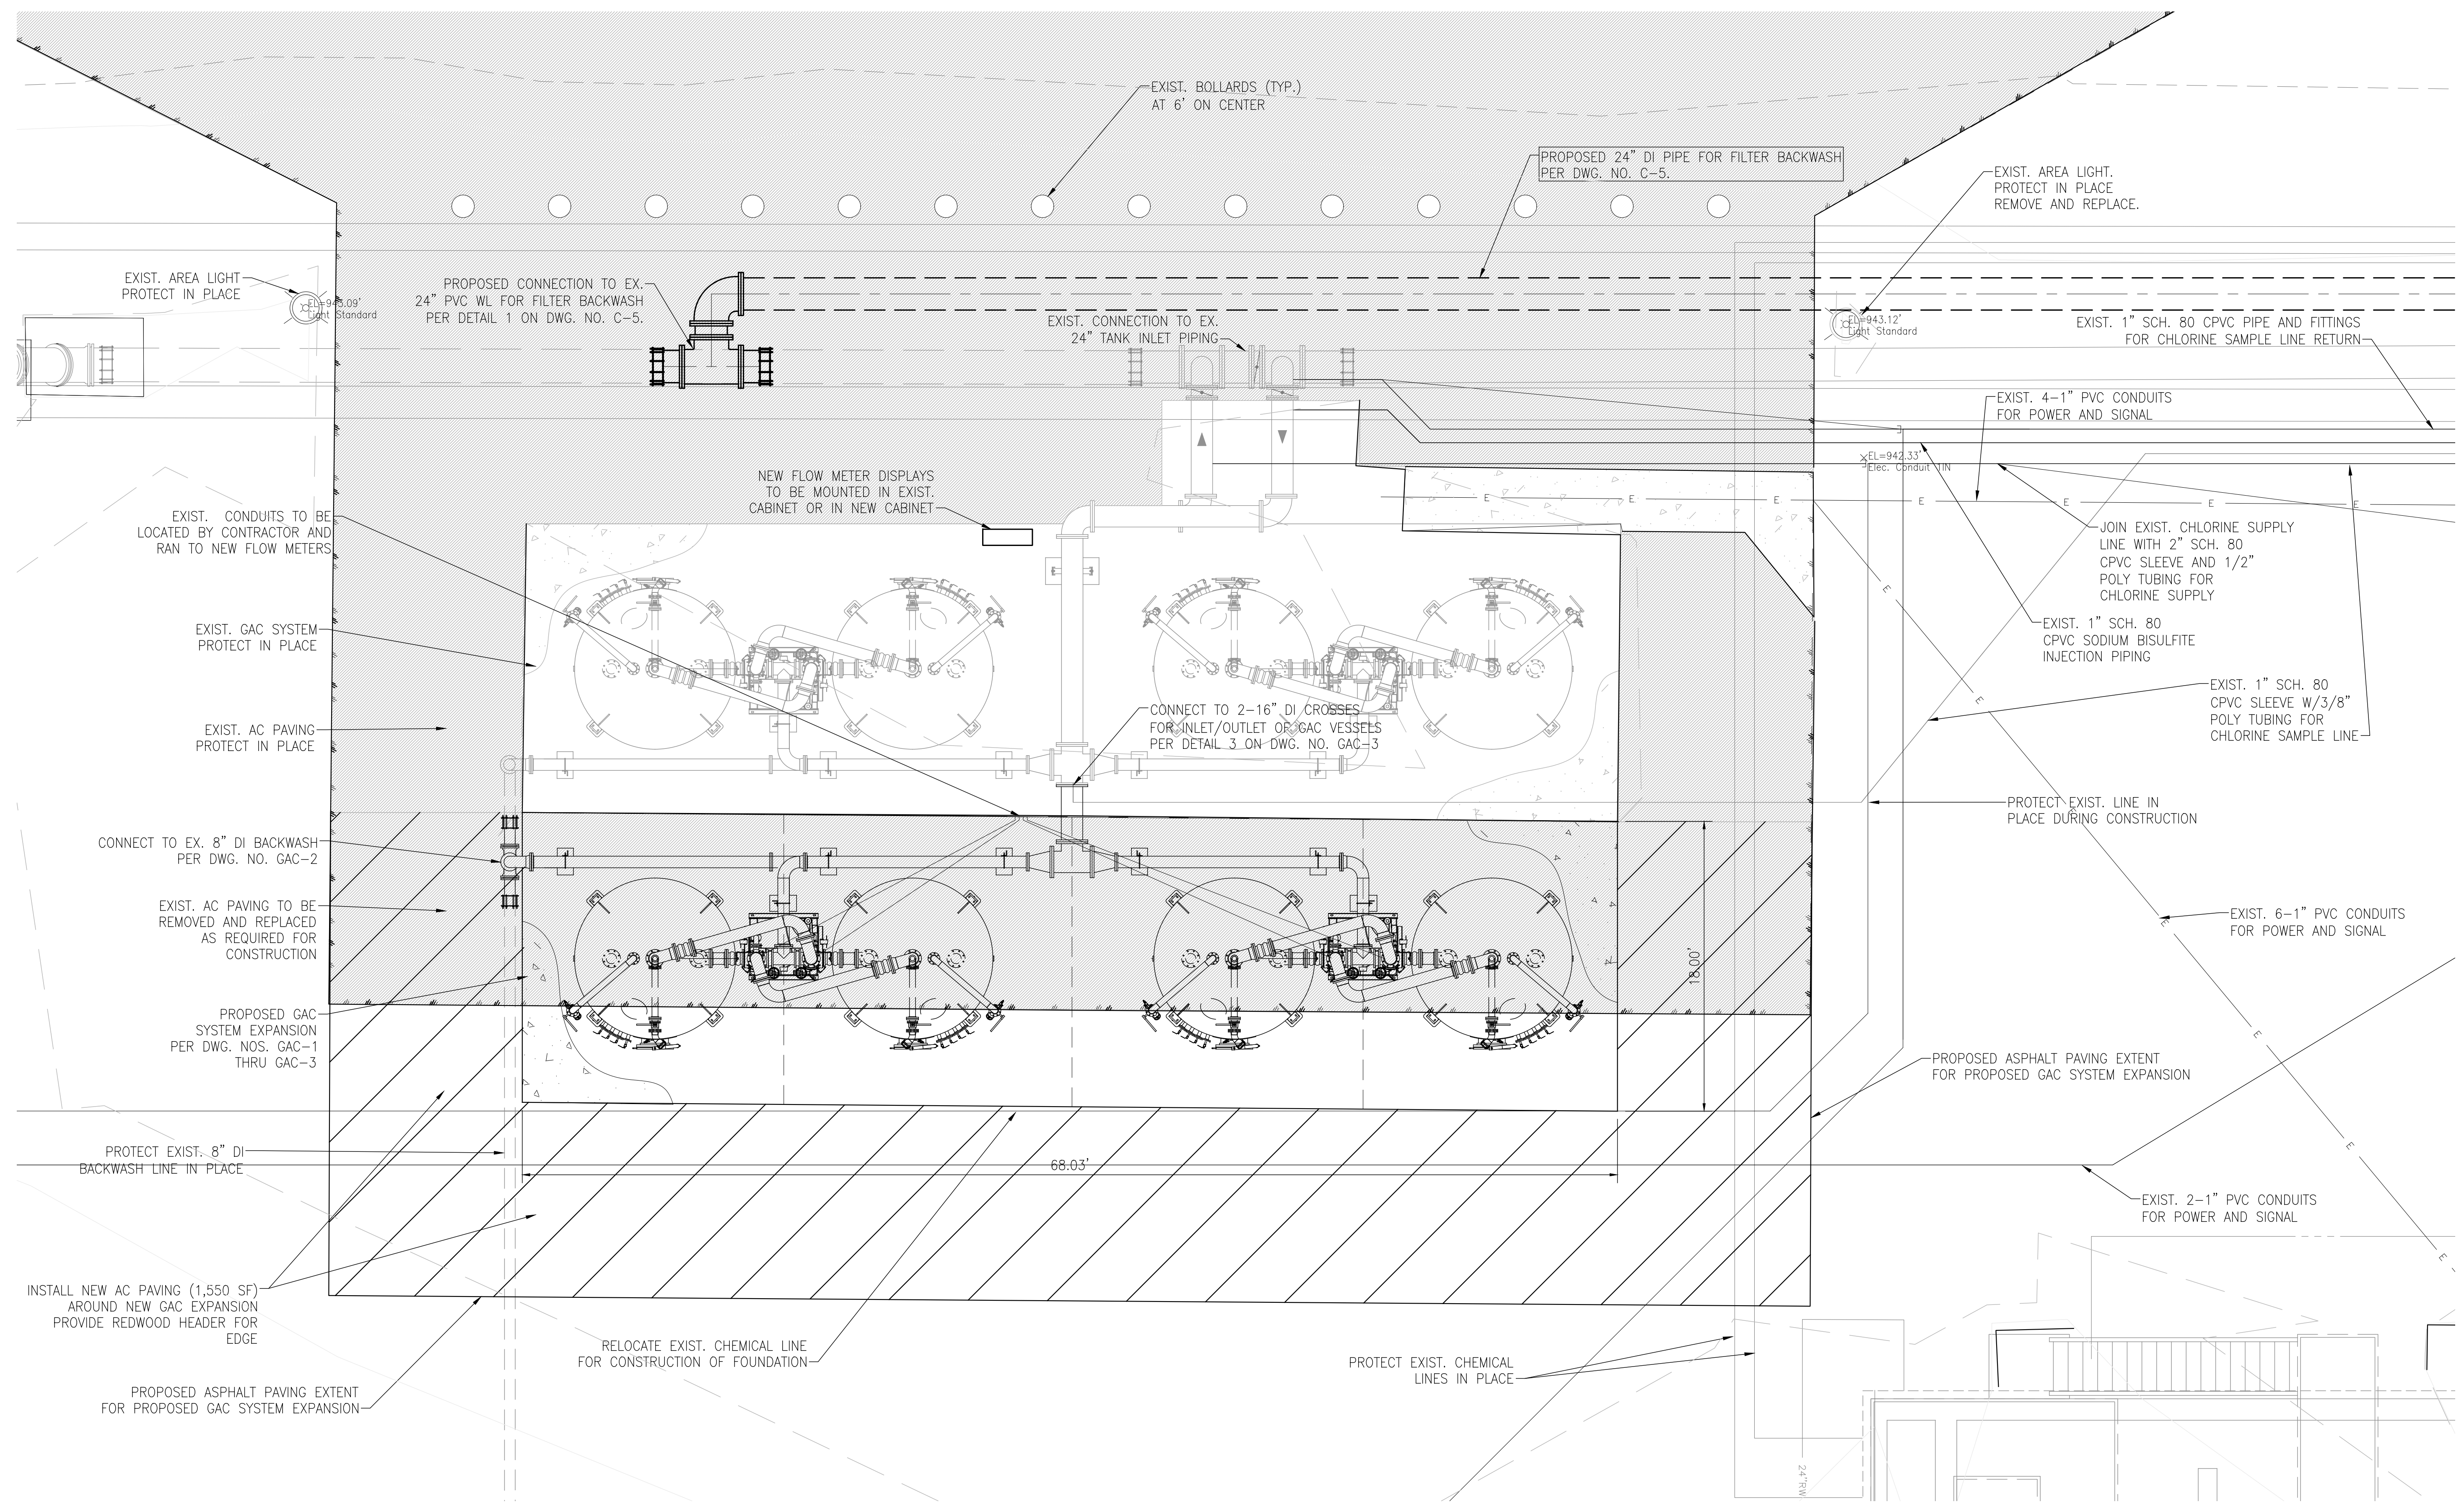 EXIST. BOLLARDS (TYP.)
AT 6' ON CENTER
PROPOSED 24" DI PIPE FOR FILTER BACKWASH
PER DWG. NO. C-5.
EXIST. AREA LIGHT.
PROTECT IN PLACE
REMOVE AND REPLACE.
EXIST. AREA LIGHT
PROTECT IN PLACE
EL=943.09'
Light Standard
PROPOSED CONNECTION TO EX.
24" PVC WL FOR FILTER BACKWASH
PER DETAIL 1 ON DWG. NO. C-5.
EXIST. CONNECTION TO EX.
24" TANK INLET PIPING
EL=943.12'
Light Standard
EXIST. 1" SCH. 80 CPVC PIPE AND FITTINGS
FOR CHLORINE SAMPLE LINE RETURN
EXIST. 4-1" PVC CONDUITS
FOR POWER AND SIGNAL
EL=942.33'
Elec. Conduit 1IN
NEW FLOW METER DISPLAYS
TO BE MOUNTED IN EXIST.
CABINET OR IN NEW CABINET
E
E
E
E
E
E
E
E
EXIST. CONDUITS TO BE
LOCATED BY CONTRACTOR AND
RAN TO NEW FLOW METERS
JOIN EXIST. CHLORINE SUPPLY
LINE WITH 2" SCH. 80
CPVC SLEEVE AND 1/2"
POLY TUBING FOR
CHLORINE SUPPLY
E
EXIST. 1" SCH. 80
CPVC SODIUM BISULFITE
INJECTION PIPING
EXIST. GAC SYSTEM
PROTECT IN PLACE
EXIST. 1" SCH. 80
CPVC SLEEVE W/3/8"
POLY TUBING FOR
CHLORINE SAMPLE LINE
E
CONNECT TO 2-16" DI CROSSES
FOR INLET/OUTLET OF GAC VESSELS
PER DETAIL 3 ON DWG. NO. GAC-3
EXIST. AC PAVING
PROTECT IN PLACE
PROTECT EXIST. LINE IN
PLACE DURING CONSTRUCTION
E
CONNECT TO EX. 8" DI BACKWASH
PER DWG. NO. GAC-2
EXIST. AC PAVING TO BE
REMOVED AND REPLACED
AS REQUIRED FOR
CONSTRUCTION
EXIST. 6-1" PVC CONDUITS
FOR POWER AND SIGNAL
E
18.00'
PROPOSED GAC
SYSTEM EXPANSION
PER DWG. NOS. GAC-1
THRU GAC-3
E
PROPOSED ASPHALT PAVING EXTENT
FOR PROPOSED GAC SYSTEM EXPANSION
PROTECT EXIST. 8" DI
BACKWASH LINE IN PLACE
68.03'
E
EXIST. 2-1" PVC CONDUITS
FOR POWER AND SIGNAL
E
INSTALL NEW AC PAVING (1,550 SF)
AROUND NEW GAC EXPANSION
PROVIDE REDWOOD HEADER FOR
EDGE
RELOCATE EXIST. CHEMICAL LINE
FOR CONSTRUCTION OF FOUNDATION
PROTECT EXIST. CHEMICAL
LINES IN PLACE
PROPOSED ASPHALT PAVING EXTENT
FOR PROPOSED GAC SYSTEM EXPANSION
24"RW